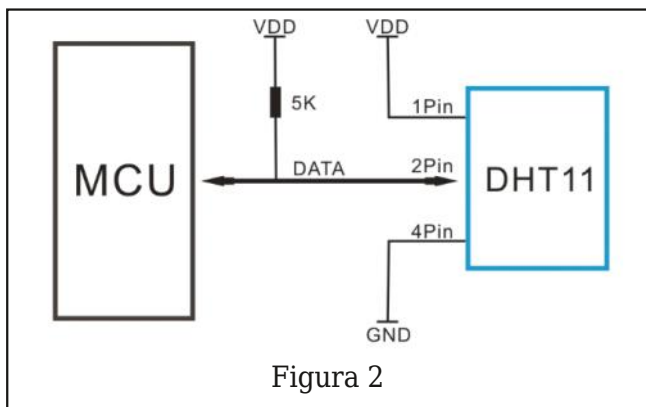 VDD VDD
5K
1Pin
MCU
DATA
2Pin
DHT11
4Pin
GND
Figura 2